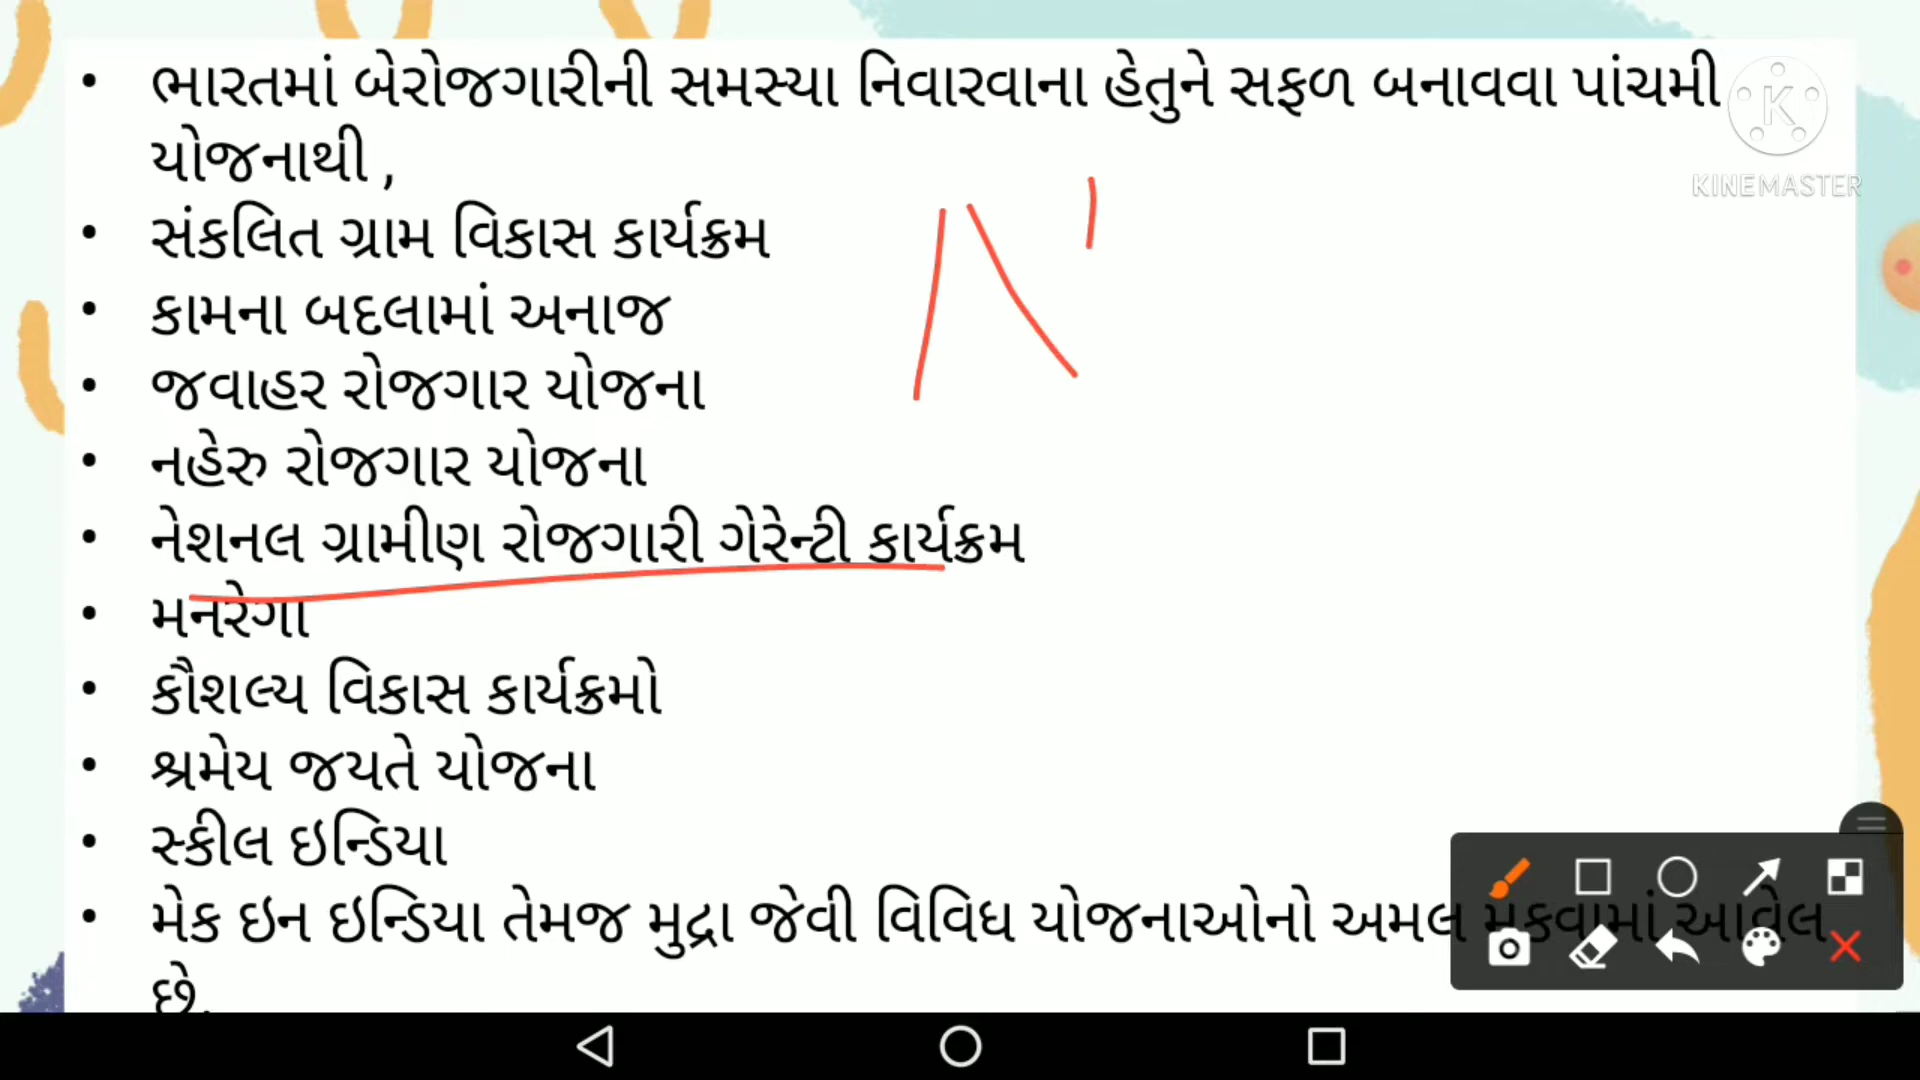 • ભારતમાં બેરોજગારીની સમસ્યા નિવારવાના હેતુને સફળ બનાવવા પાંચમી
યોજનાથી ,
• સંકલિત ગ્રામ વિકાસ કાર્યક્રમ
• કામના બદલામાં અનાજ
• જવાહર રોજગાર યોજના
• નહેરુ રોજગાર યોજના
• નેશનલ ગ્રામીણ રોજગારી ગેરેન્ટી કાર્યક્રમ
• મનરેગા
• કૌશલ્ય વિકાસ કાર્યક્રમો
• શ્રમેય જયતે યોજના
• સ્કીલ ઇન્ડિયા
• મેક ઇન ઇન્ડિયા તેમજ મુદ્રા જેવી વિવિધ યોજનાઓનો અમલ મુકવામાં આવેલ
છે.
K
KINEMASTER